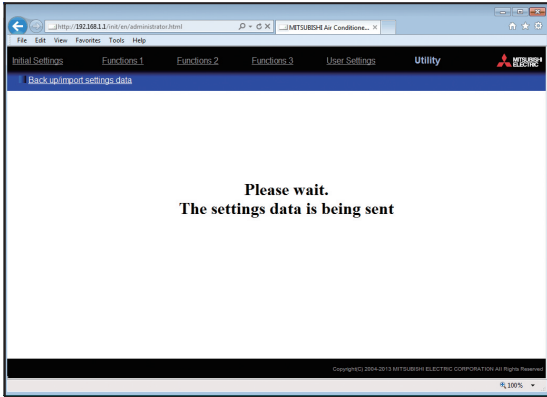 http://192.168.1.1/init/en/administrator.html
MITSUBISHI Air Conditione...
File Edit View Favorites Tools Help
Initial Settings Functions 1 Functions 2 Functions 3 User Settings Utility MITSUBISHI ELECTRIC
Back up/import settings data
Please wait.
The settings data is being sent
Copyright(C) 2004-2013 MITSUBISHI ELECTRIC CORPORATION All Rights Reserved
100%